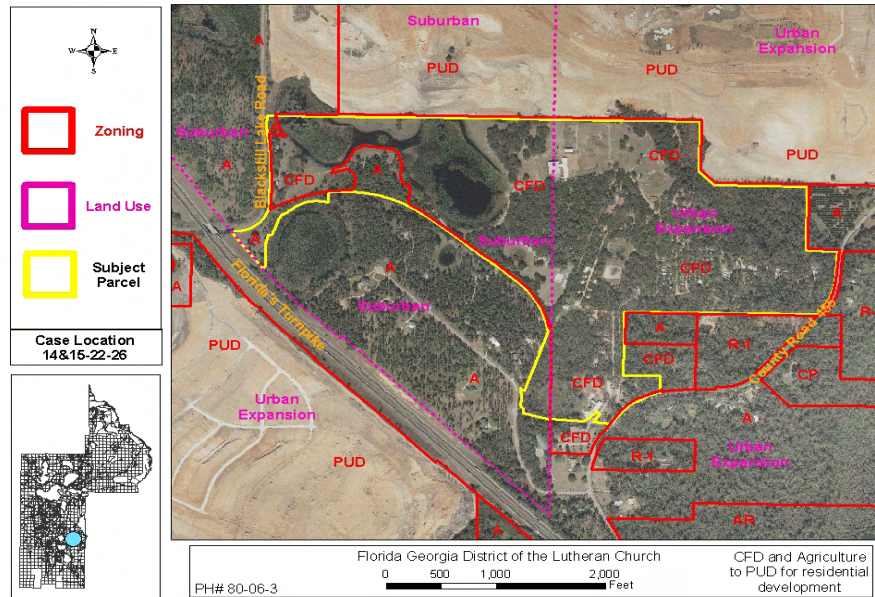 N
W E
S
Zoning
Land Use
Subject
Parcel
Case Location
14&15-22-26
Suburban
A
Urban
Expansion
PUD
PUD
Blackstill Lake Road
Suburban
PUD
A
CFD
A
CFD
CFD
A
Urban
Expansion
A
Suburban
A
CFD
A
Florida's Turnpike
Suburban
County Road 455
A
R-1
R-
PUD
CFD
CP
A
CFD
A
Urban
Expansion
Urban
Expansion
CFD
R-1
PUD
A
AR
PH# 80-06-3
Florida Georgia District of the Lutheran Church
0 500 1,000 2,000
Feet
CFD and Agriculture
to PUD for residential
development